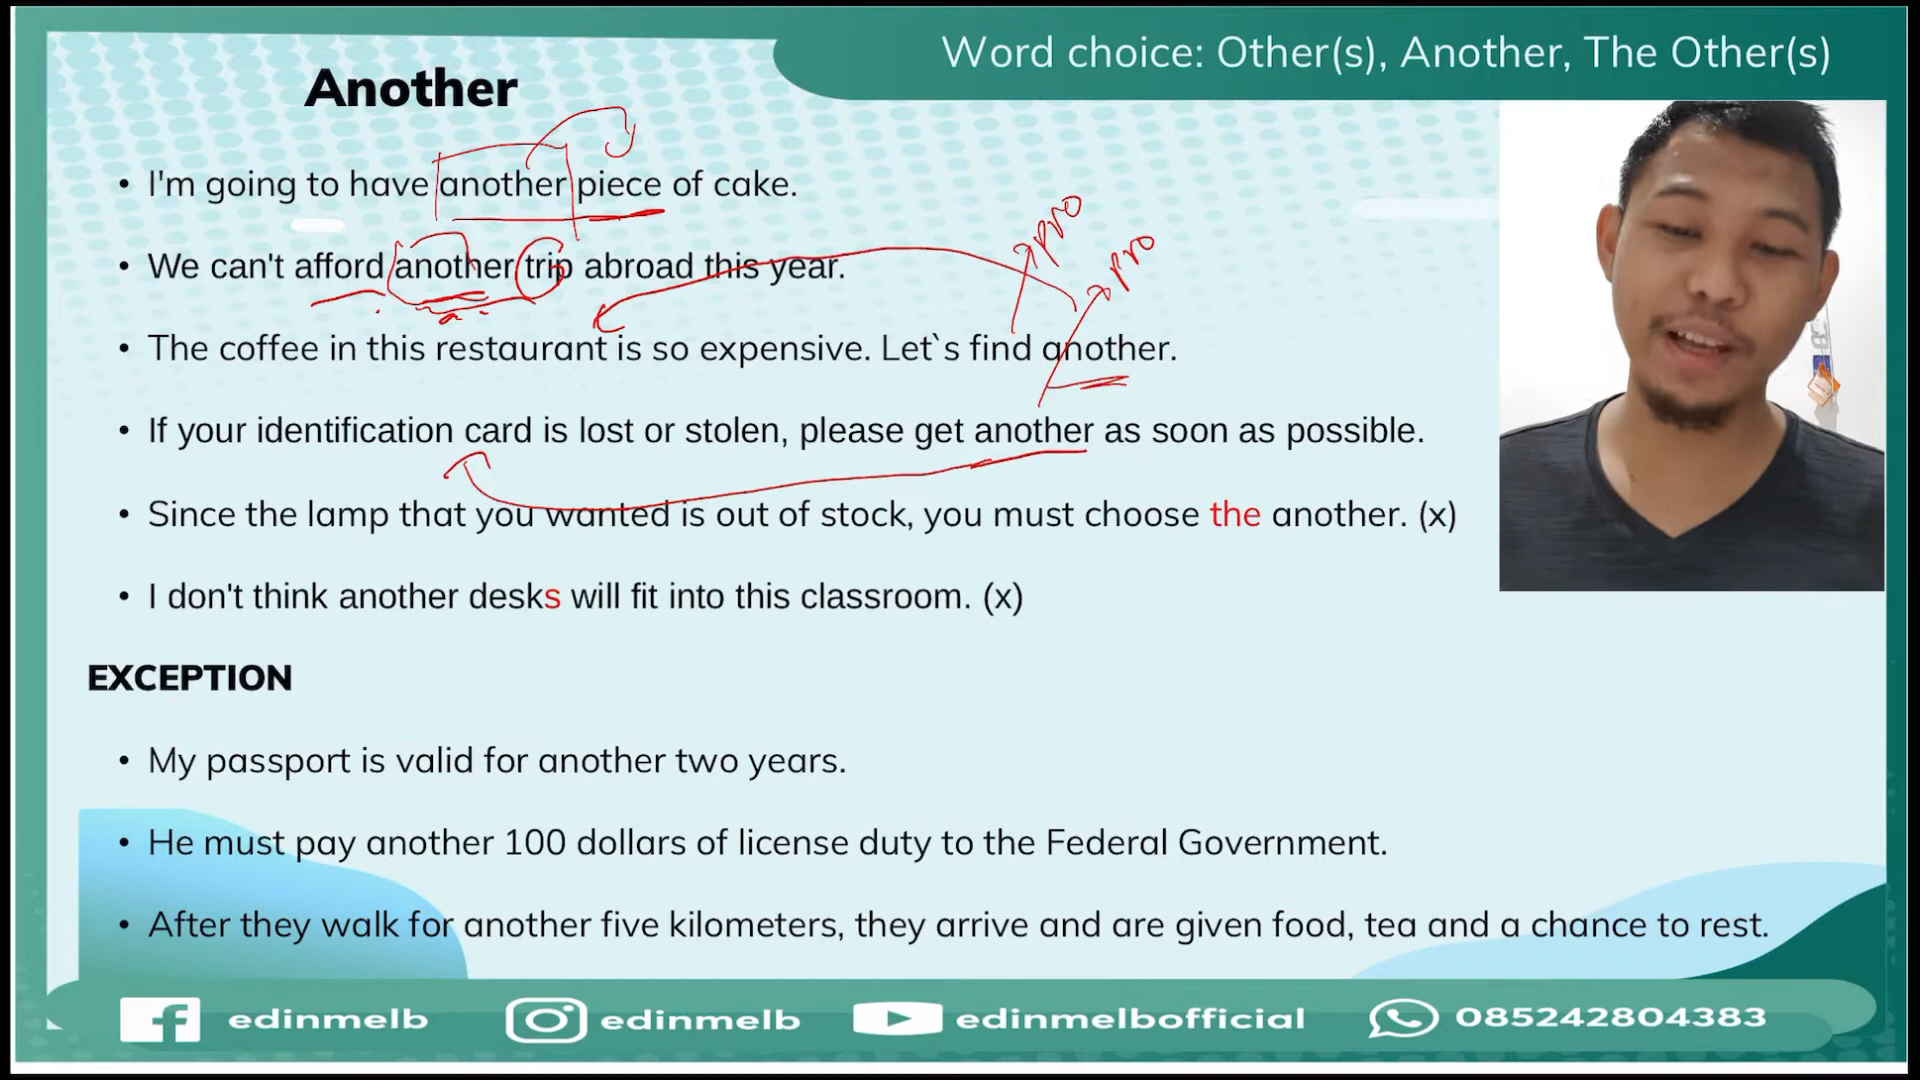 Word choice: Other(s), Another, The Other(s)
Another
• I'm going to have another piece of cake.
pro
pro
• We can't afford another trip abroad this year.
• The coffee in this restaurant is so expensive. Let`s find another.
• If your identification card is lost or stolen, please get another as soon as possible.
• Since the lamp that you wanted is out of stock, you must choose the another. (x)
• I don't think another desks will fit into this classroom. (x)
EXCEPTION
• My passport is valid for another two years.
• He must pay another 100 dollars of license duty to the Federal Government.
• After they walk for another five kilometers, they arrive and are given food, tea and a chance to rest.
edinmelb edinmelb edinmelbofficial 085242804383